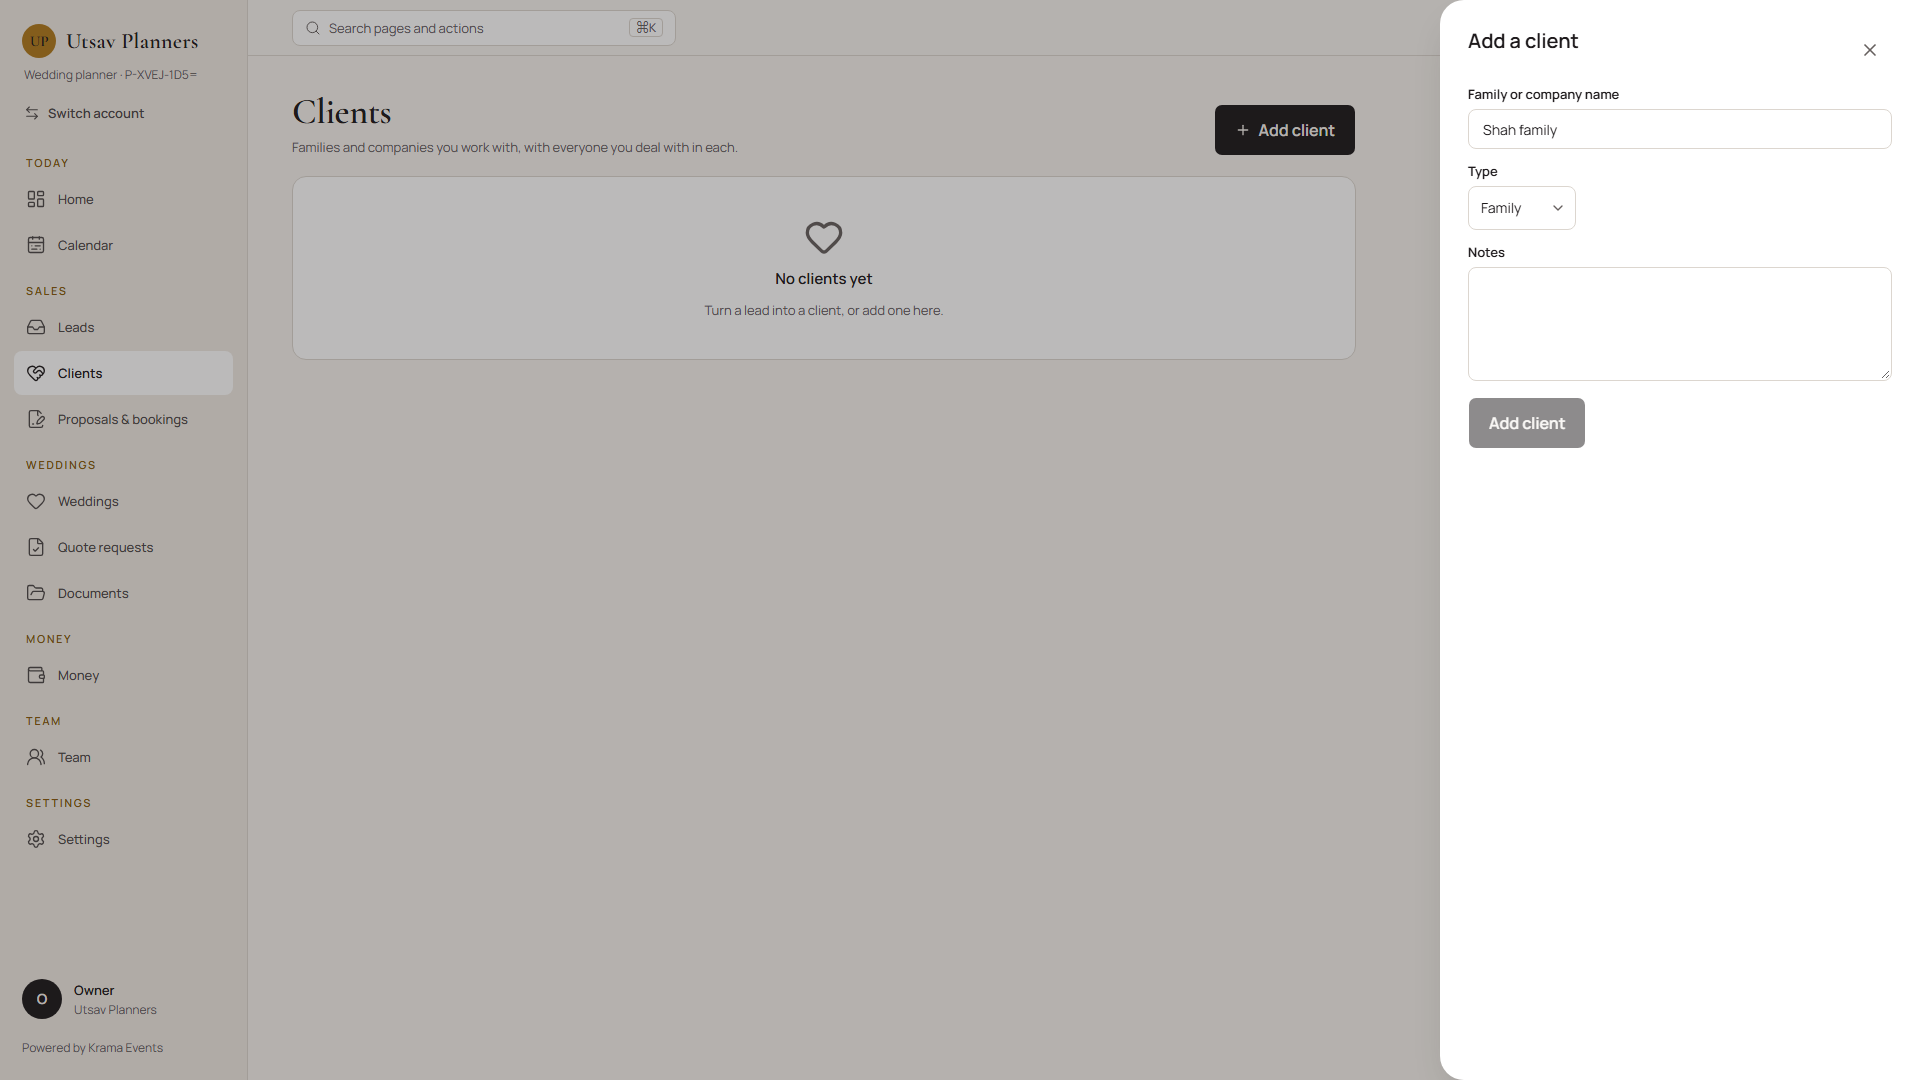 UP Utsav Planners
Wedding planner · P-XVEJ-1D5=
Switch account
TODAY
Home
Calendar
SALES
Leads
Clients
Proposals & bookings
WEDDINGS
Weddings
Quote requests
Documents
MONEY
Money
TEAM
Team
SETTINGS
Settings
O Owner
Utsav Planners
Powered by Krama Events
Search pages and actions ⌘K
Clients
Families and companies you work with, with everyone you deal with in each.
+ Add client
No clients yet
Turn a lead into a client, or add one here.
Add a client
Family or company name
Shah family
Type
Family
Notes
Add client